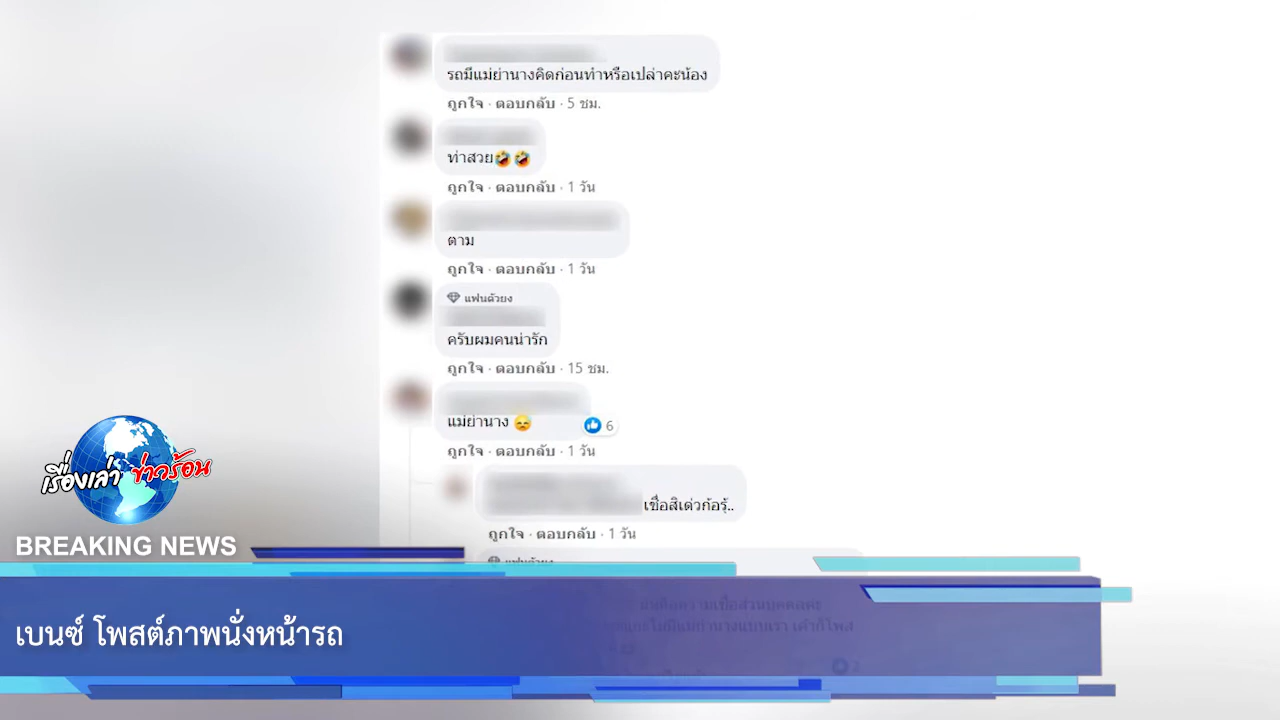 รถมีแม่ย่านางคิดก่อนทำหรือเปล่าคะน้อง
ถูกใจ · ตอบกลับ · 5 ชม.
ท่าสวย🤣🤣
ถูกใจ · ตอบกลับ · 1 วัน
ตาม
ถูกใจ · ตอบกลับ · 1 วัน
แฟนตัวยง
ครับผมคนน่ารัก
ถูกใจ · ตอบกลับ · 15 ชม.
แม่ย่านาง 😞
6
ถูกใจ · ตอบกลับ · 1 วัน
เชื่อสิเด่วก้อรุ้..
ถูกใจ · ตอบกลับ · 1 วัน
แฟนตัวยง
เรื่องเล่า ข่าวร้อน
BREAKING NEWS
เบนซ์ โพสต์ภาพนั่งหน้ารถ